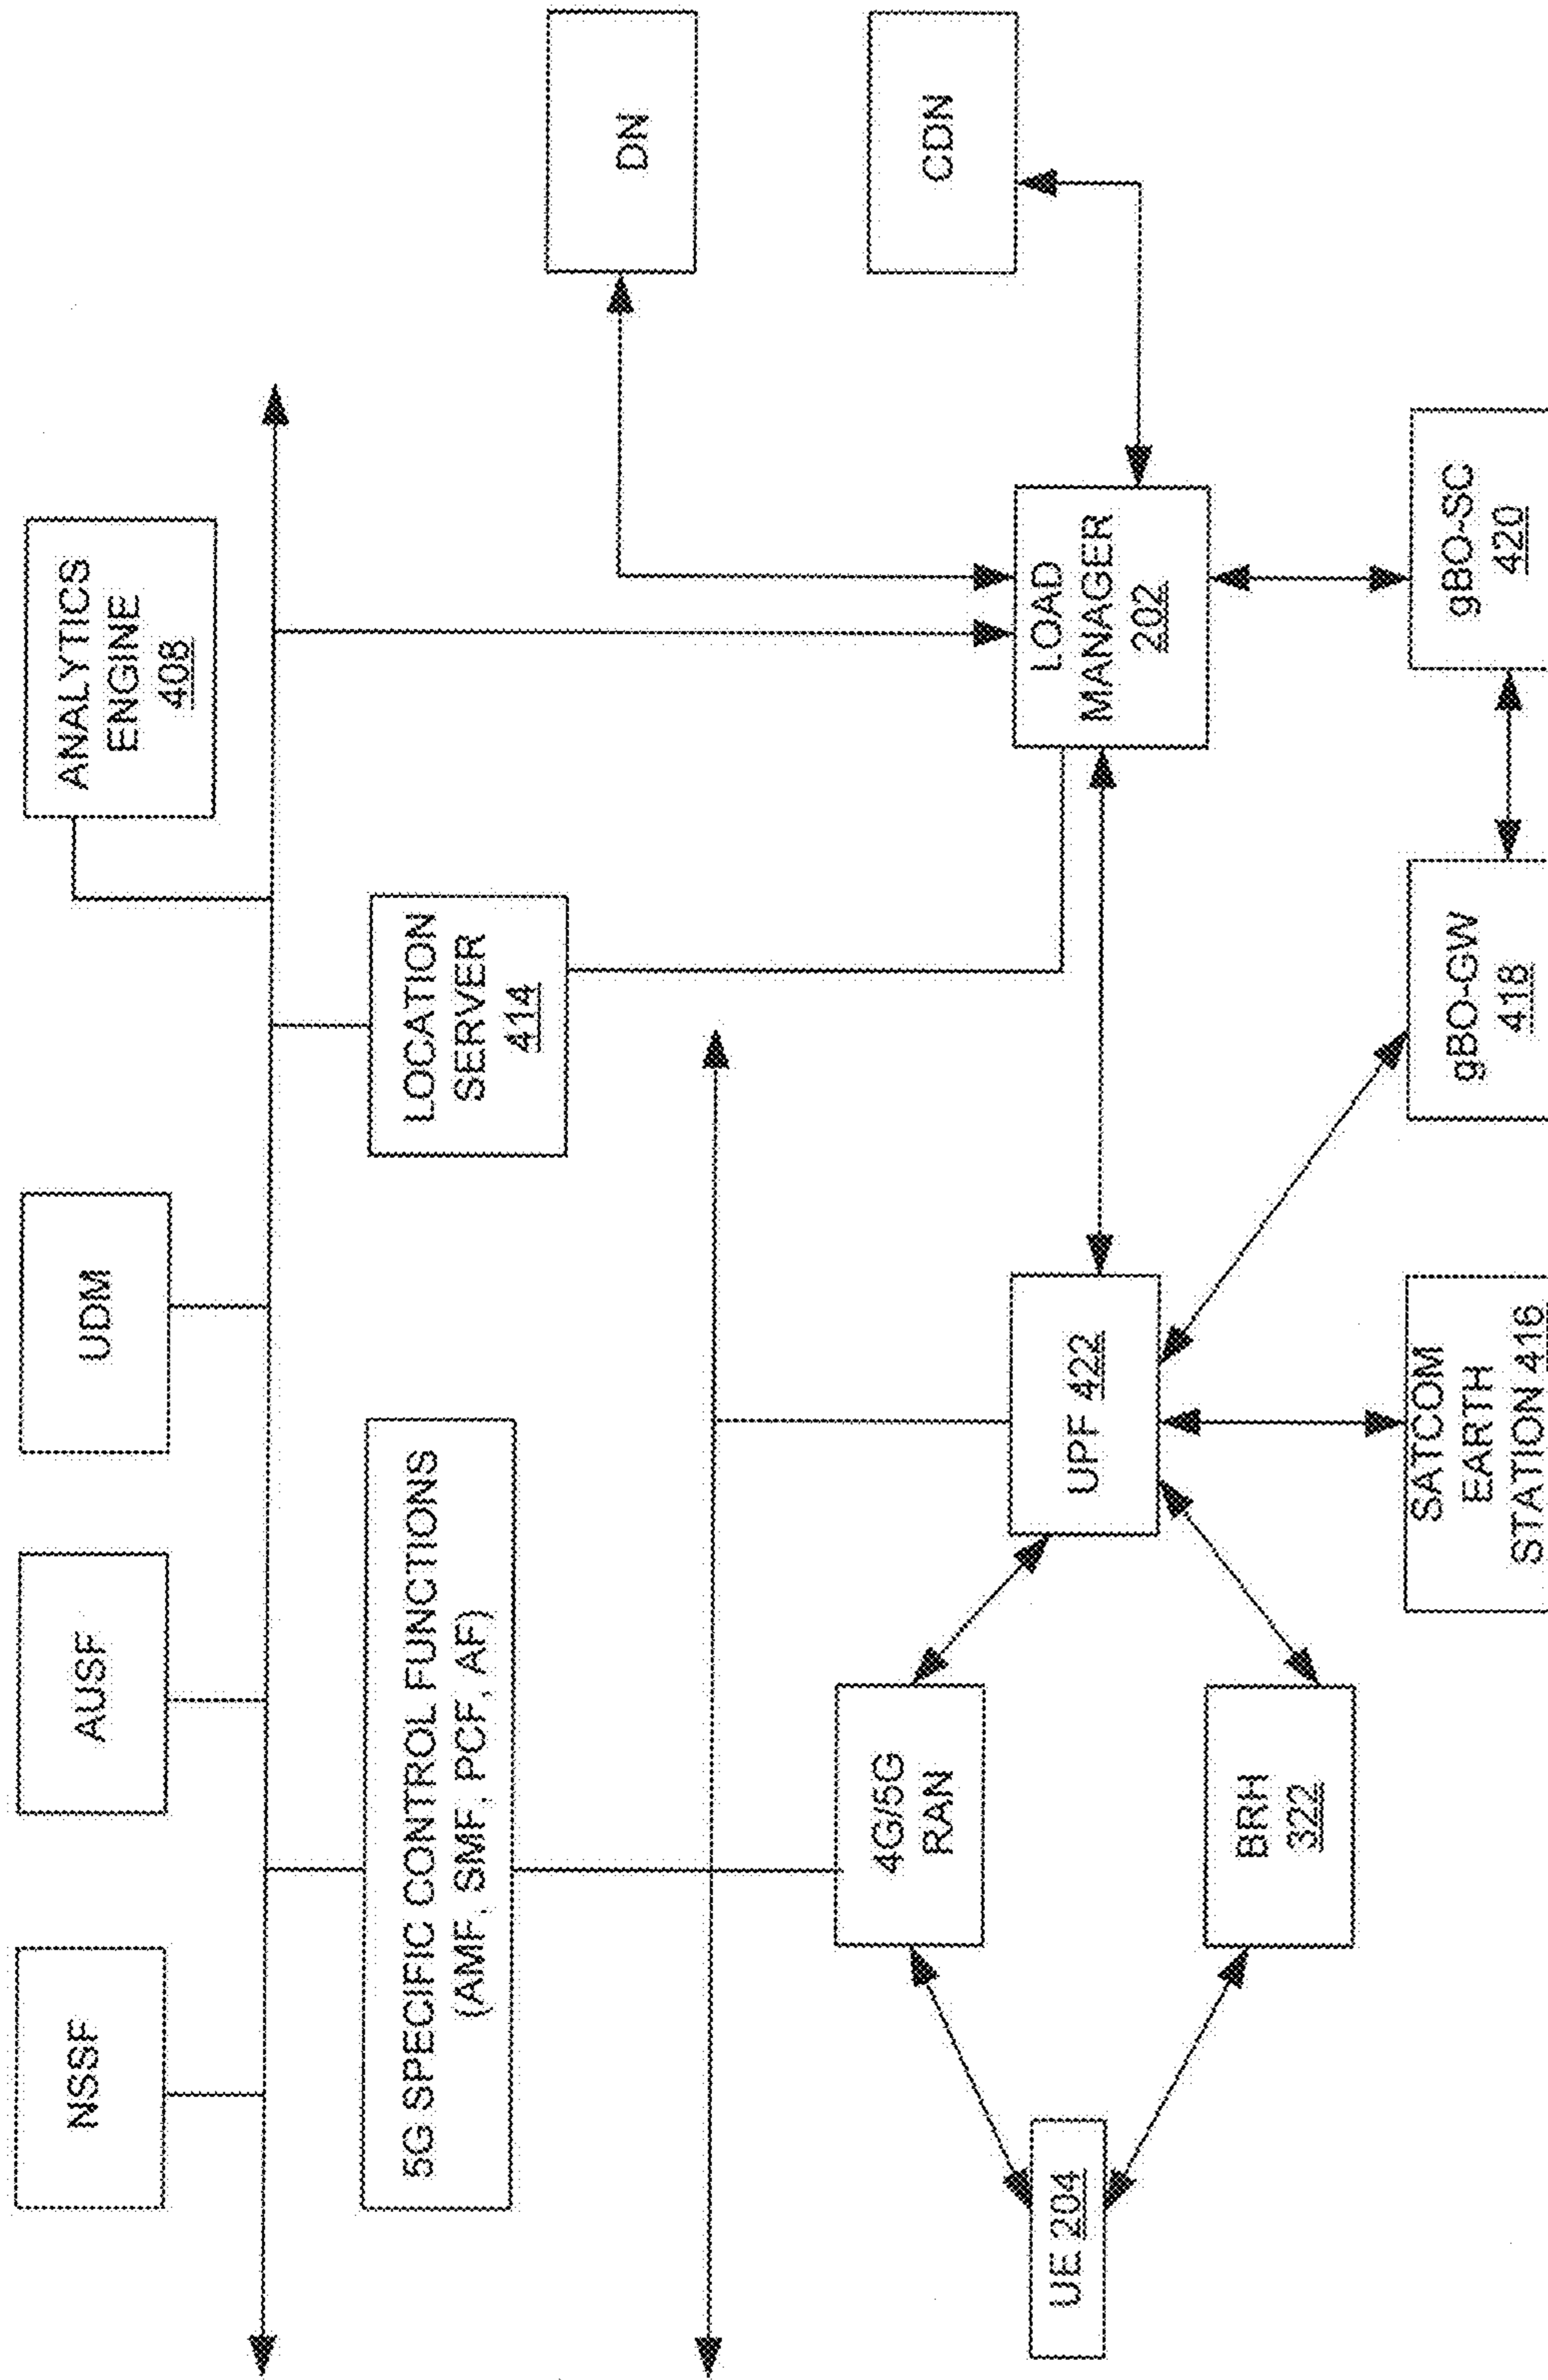 NSSF
AUSF
UDM
ANALYTICS
ENGINE
408
5G SPECIFIC CONTROL FUNCTIONS
(AMF, SMF, PCF, AF)
LOCATION
SERVER
414
DN
CDN
4G/5G
RAN
UE 204
UPF 422
LOAD
MANAGER
202
BRH
322
SATCOM
EARTH
STATION 416
gBO-GW
418
gBO-SC
420